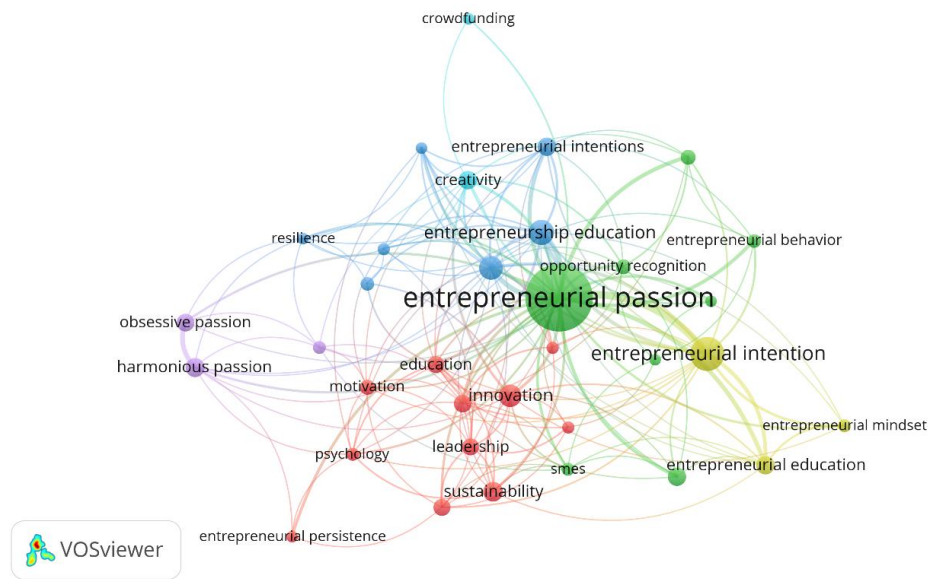 crowdfunding
entrepreneurial intentions
creativity
entrepreneurship education
resilience
entrepreneurial behavior
opportunity recognition
entrepreneurial passion
obsessive passion
entrepreneurial intention
harmonious passion
education
motivation
innovation
entrepreneurial mindset
leadership
psychology
entrepreneurial education
smes
sustainability
entrepreneurial persistence
VOSviewer